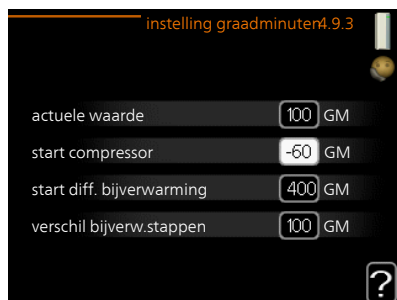 instelling graadminuten4.9.3
actuele waarde 100 GM
start compressor -60 GM
start diff. bijverwarming 400 GM
verschil bijverw.stappen 100 GM
?